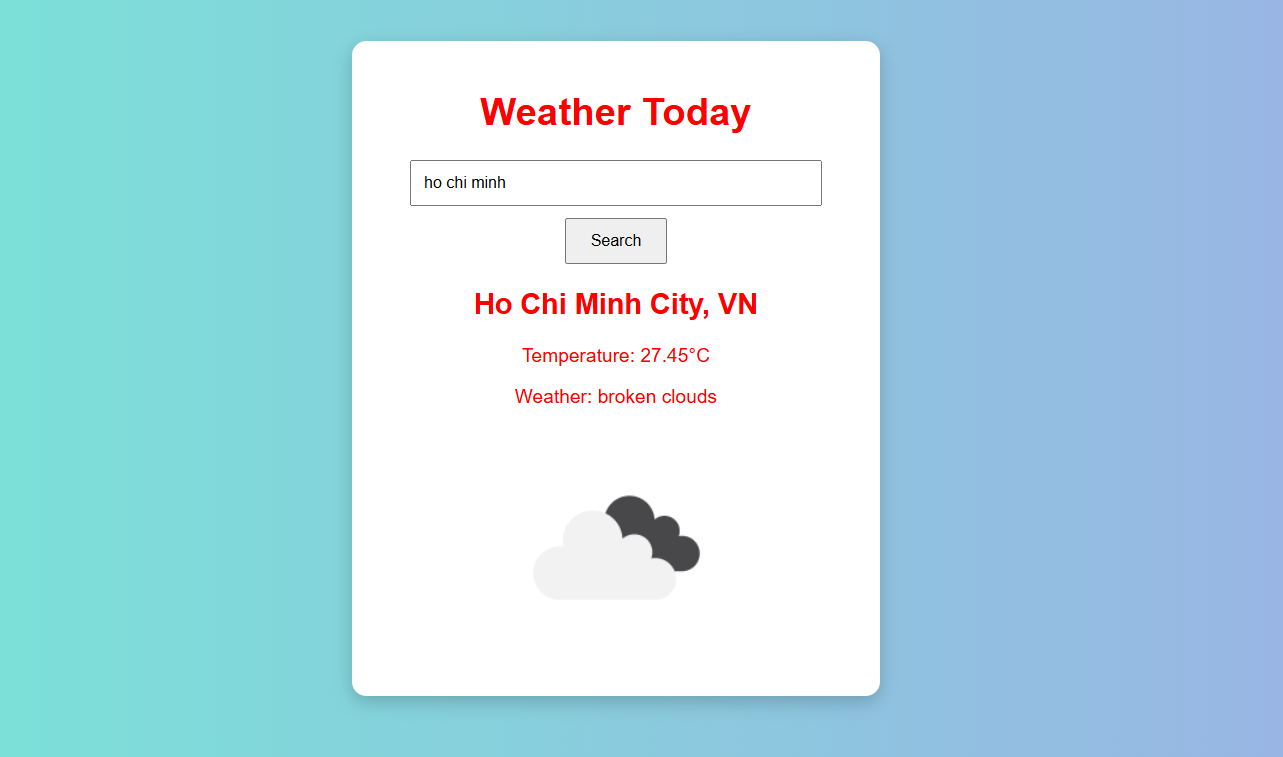 Weather Today
ho chi minh
Search
Ho Chi Minh City, VN
Temperature: 27.45°C
Weather: broken clouds